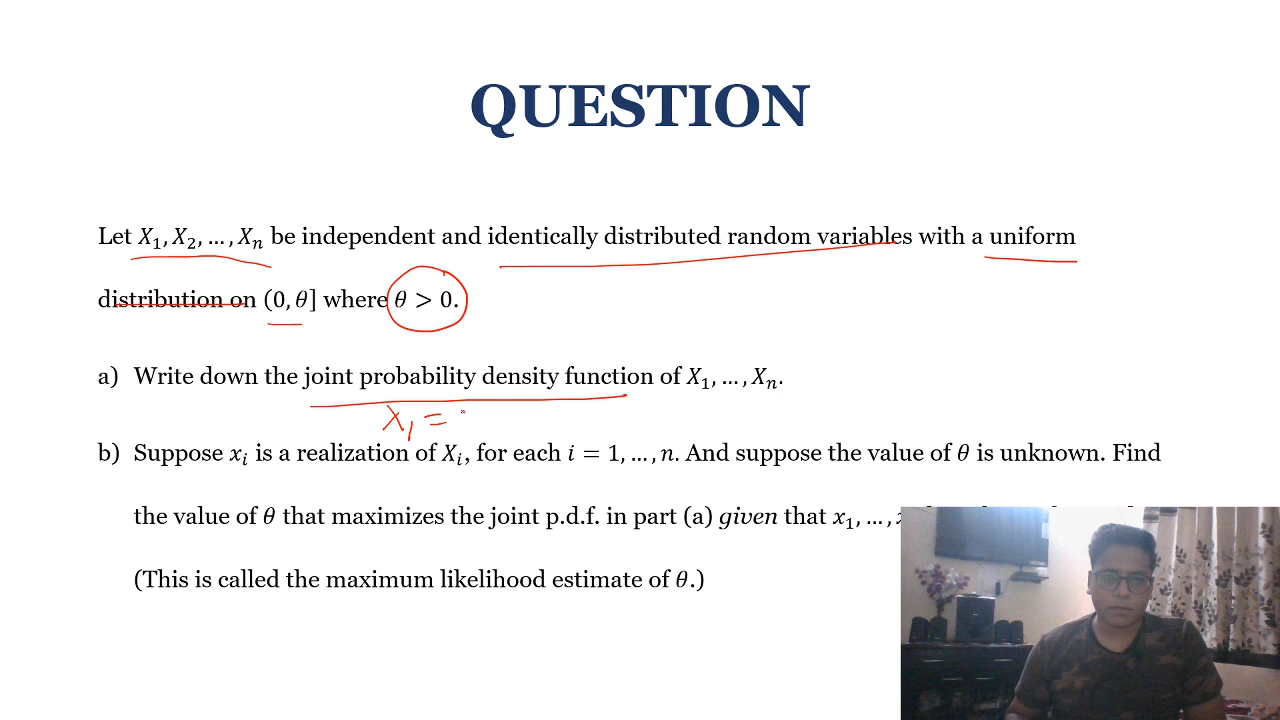 QUESTION
Let X₁, X₂, …, Xₙ be independent and identically distributed random variables with a uniform
distribution on (0, θ] where θ > 0.
a) Write down the joint probability density function of X₁, …, Xₙ.
X₁ =
b) Suppose xᵢ is a realization of Xᵢ, for each i = 1, …, n. And suppose the value of θ is unknown. Find
the value of θ that maximizes the joint p.d.f. in part (a) given that x₁, …,
(This is called the maximum likelihood estimate of θ.)